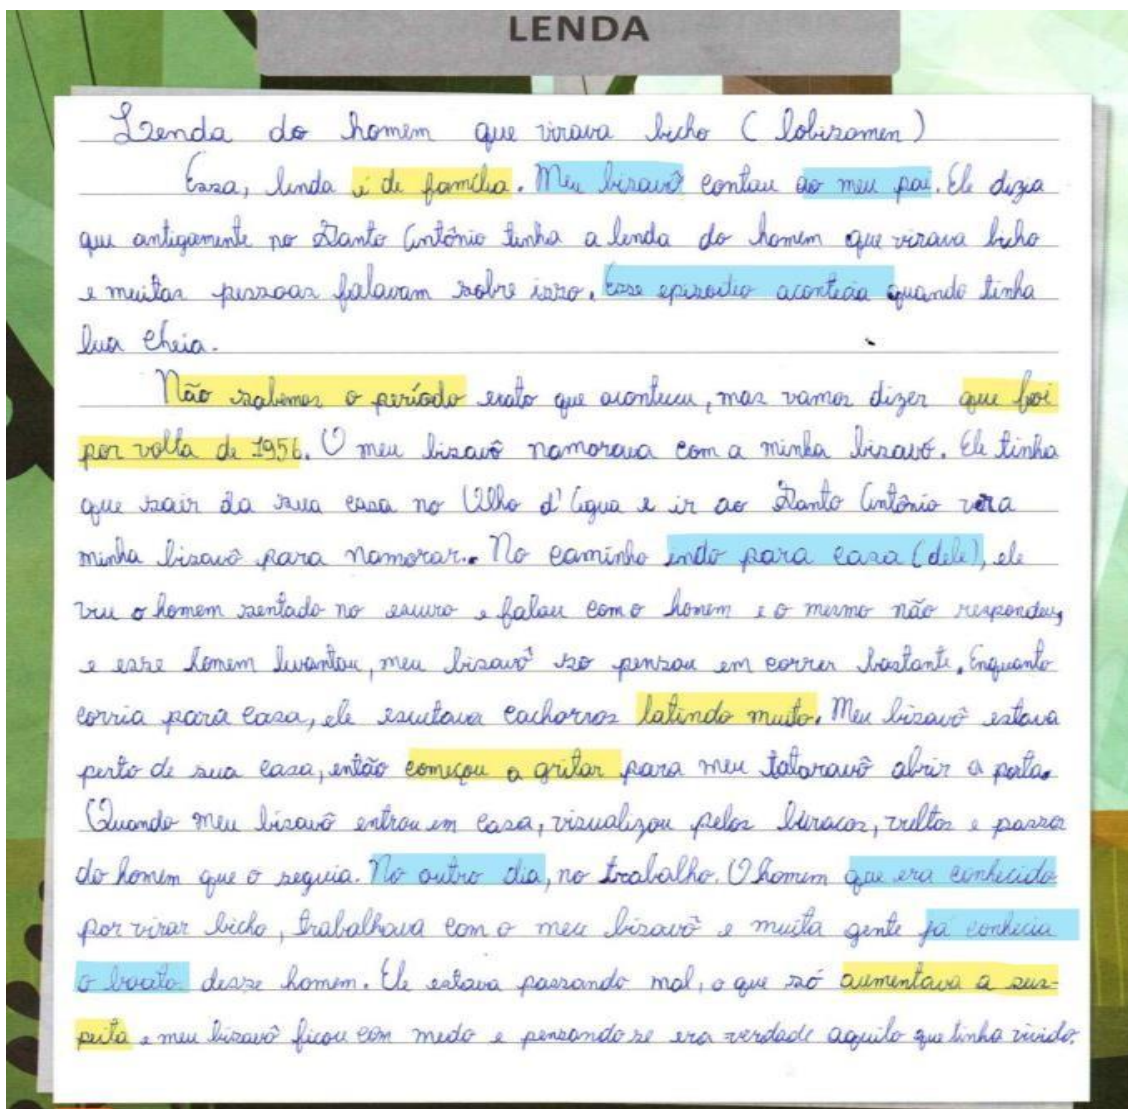 LENDA
Lenda do homem que virava bicho (lobizomen)
Essa, lenda é de família. Meu bisavô contou ao meu pai. Ele dizia
que antigamente no Santo Antônio tinha a lenda do homem que virava bicho
e muitas pessoas falavam sobre isso. Esse episodio acontecia quando tinha
lua cheia.
Não sabemos o período exato que aconteceu, mas vamos dizer que foi
por volta de 1956. O meu bisavô namorava com a minha bisavó. Ele tinha
que sair da sua casa no Olho d'Água e ir ao Santo Antônio ver a
minha bisavó para namorar.. No caminho indo para casa (dele), ele
viu o homem sentado no escuro e falou com o homem e o mesmo não respondeu,
e esse homem levantou, meu bisavô só pensou em correr bastante. Enquanto
corria para casa, ele escutava cachorros latindo muito. Meu bisavô estava
perto de sua casa, então começou a gritar para meu tataravô abrir a porta.
Quando meu bisavô entrou em casa, visualizou pelos buracos, vultos e passos
do homem que o seguia. No outro dia, no trabalho. O homem que era conhecido
por virar bicho, trabalhava com o meu bisavô e muita gente já conhecia
o boato desse homem. Ele estava passando mal, o que só aumentava a sus-
peita e meu bisavô ficou com medo e pensando se era verdade aquilo que tinha vivido.